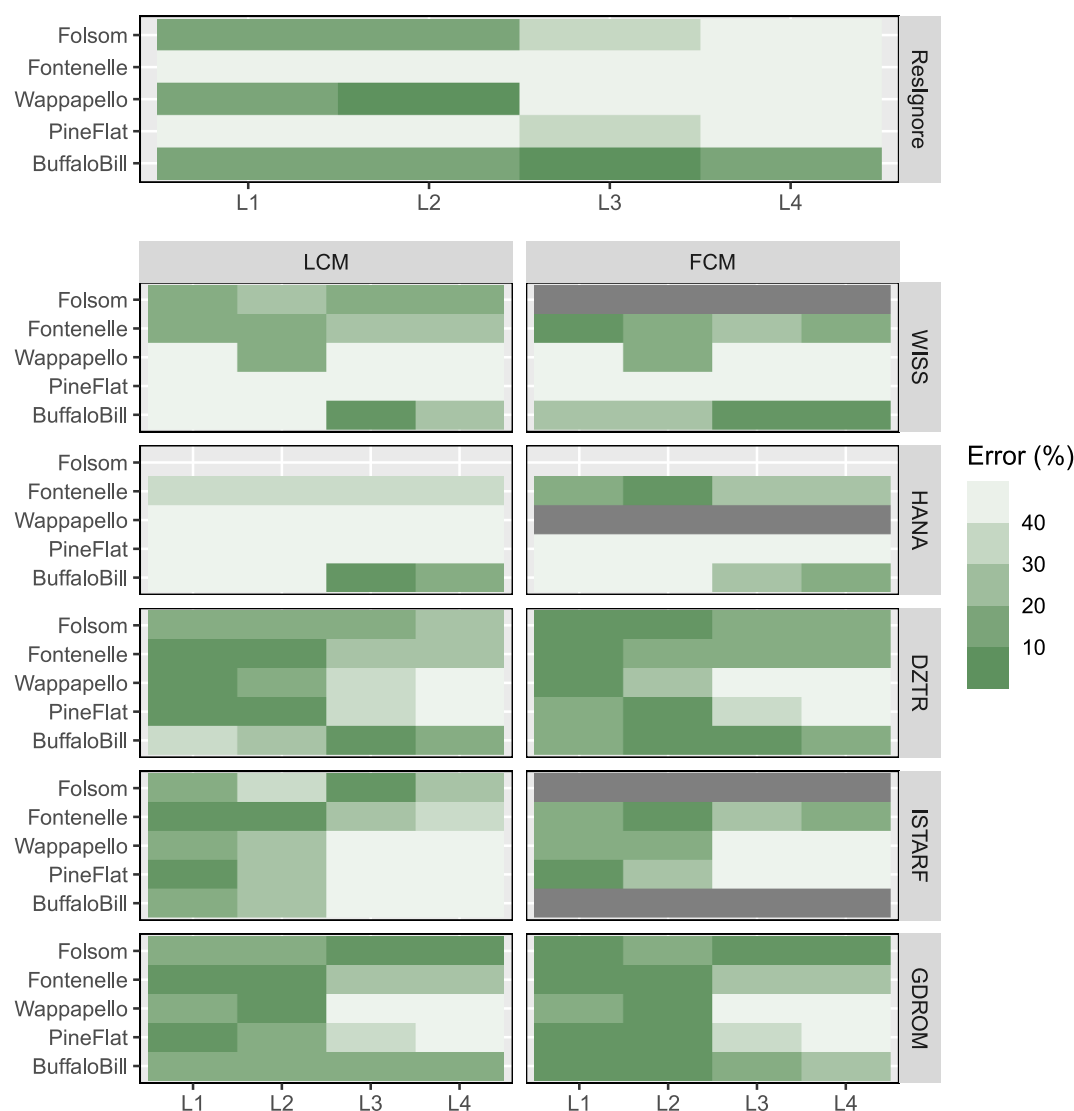 Folsom
Fontenelle
Wappapello
PineFlat
BuffaloBill
ResIgnore
L1 L2 L3 L4
LCM FCM
Folsom
Fontenelle
Wappapello
PineFlat
BuffaloBill
WISS
Folsom
Fontenelle
Wappapello
PineFlat
BuffaloBill
HANA
Error (%)
40
30
20
10
Folsom
Fontenelle
Wappapello
PineFlat
BuffaloBill
DZTR
Folsom
Fontenelle
Wappapello
PineFlat
BuffaloBill
ISTARF
Folsom
Fontenelle
Wappapello
PineFlat
BuffaloBill
GDROM
L1 L2 L3 L4 L1 L2 L3 L4